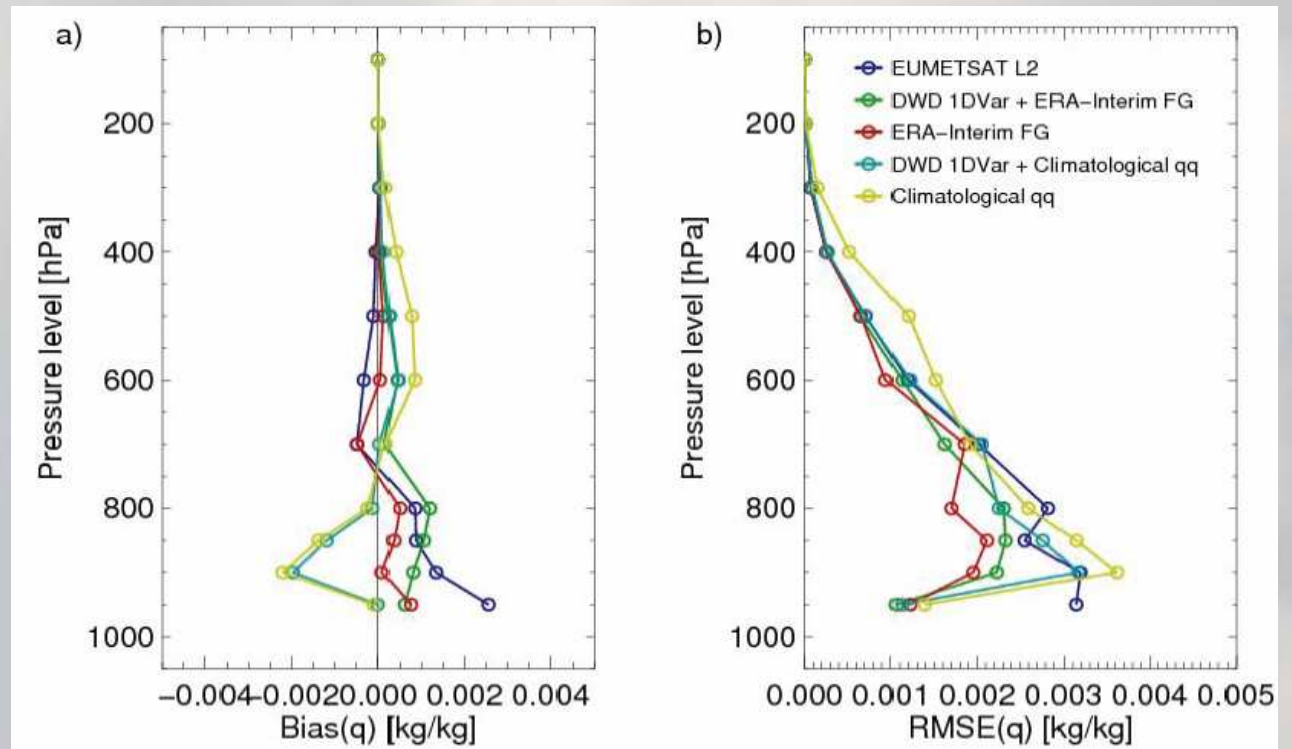 a)
Pressure level [hPa]
200
400
600
800
1000
−0.004
−0.002
0.000
0.002
0.004
Bias(q) [kg/kg]
b)
EUMETSAT L2
DWD 1DVar + ERA−Interim FG
ERA−Interim FG
DWD 1DVar + Climatological qq
Climatological qq
Pressure level [hPa]
200
400
600
800
1000
0.000
0.001
0.002
0.003
0.004
0.005
RMSE(q) [kg/kg]